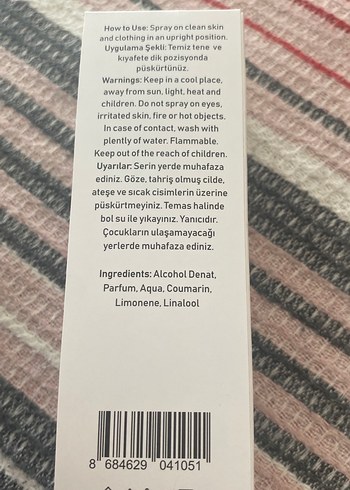 How to Use: Spray on clean skin
and clothing in an upright position.
Uygulama Şekli: Temiz tene ve
kıyafete dik pozisyonda
püskürtünüz.
Warnings: Keep in a cool place,
away from sun, light, heat and
children. Do not spray on eyes,
irritated skin, fire or hot objects.
In case of contact, wash with
plently of water. Flammable.
Keep out of the reach of children.
Uyarılar: Serin yerde muhafaza
ediniz. Göze, tahriş olmuş cilde,
ateşe ve sıcak cisimlerin üzerine
püskürtmeyiniz. Temas halinde
bol su ile yıkayınız. Yanıcıdır.
Çocukların ulaşamayacağı
yerlerde muhafaza ediniz.
Ingredients: Alcohol Denat,
Parfum, Aqua, Coumarin,
Limonene, Linalool
8 684629 041051